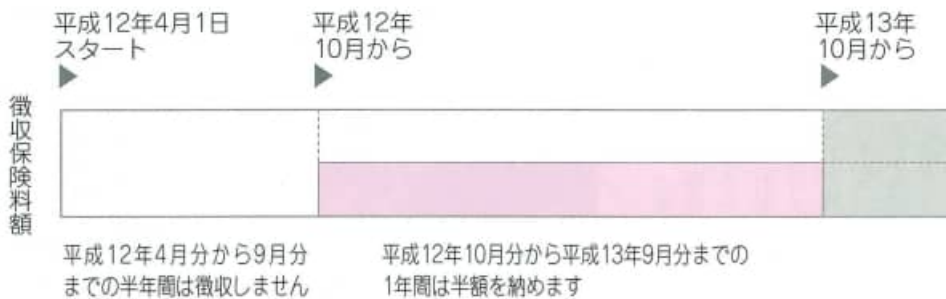 平成12年4月1日
スタート
平成12年
10月から
平成13年
10月から
徴収保険料額
平成12年4月分から9月分
までの半年間は徴収しません
平成12年10月分から平成13年9月分までの
1年間は半額を納めます